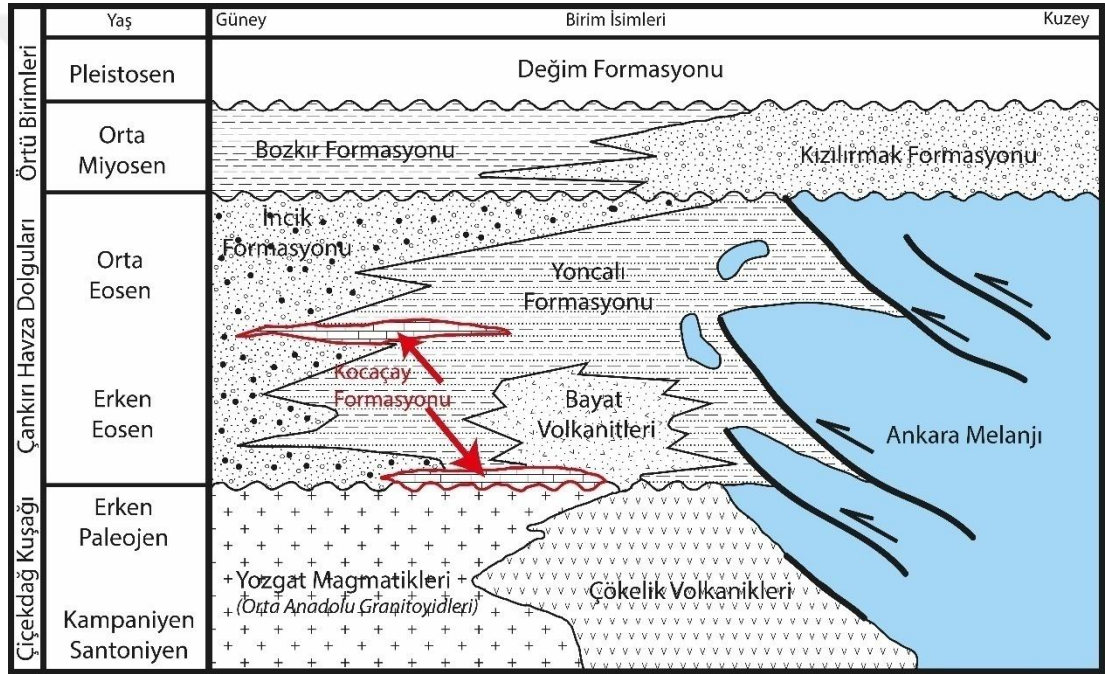 Yaş
Güney
Birim İsimleri
Kuzey
Örtü Birimleri
Pleistosen
Değim Formasyonu
Orta
Miyosen
Bozkır Formasyonu
Kızılırmak Formasyonu
Çankırı Havza Dolguları
Orta
Eosen
İncik
Formasyonu
Yoncalı
Formasyonu
Erken
Eosen
Kocaçay
Formasyonu
Bayat
Volkanitleri
Ankara Melanjı
Çiçekdağ Kuşağı
Erken
Paleojen
Kampaniyen
Santoniyen
Yozgat Magmatikleri
(Orta Anadolu Granitoyidleri)
Çökelik Volkanikleri